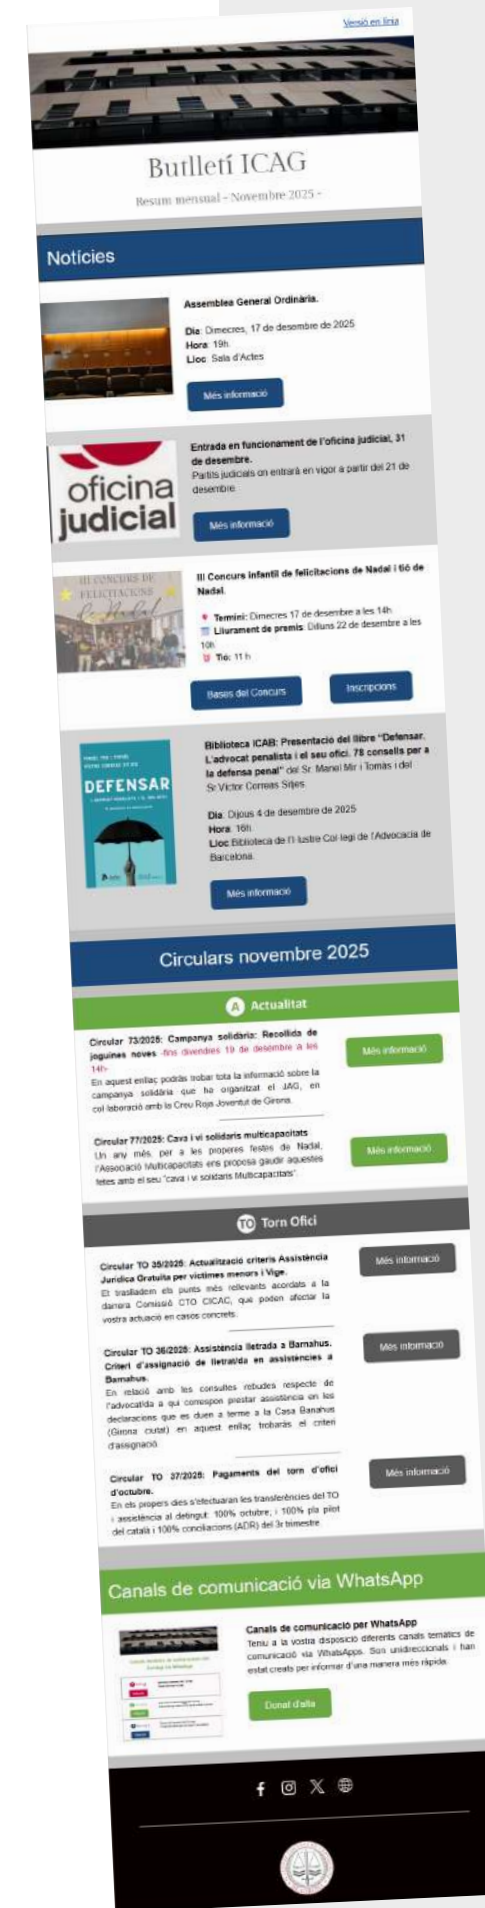 Versió en línia
Butlletí ICAG
Resum mensual - Novembre 2025 -
Notícies
Assemblea General Ordinària.
Dia: Dimecres, 17 de desembre de 2025
Hora: 19h.
Lloc: Sala d'Actes
Més informació
oficina
judicial
Entrada en funcionament de l'oficina judicial, 31
de desembre.
Partits judicials on entrarà en vigor a partir del 21 de
desembre.
Més informació
III CONCURS DE
FELICITACIONS
de Nadal
III Concurs infantil de felicitacions de Nadal i tió de
Nadal.
Termini: Dimecres 17 de desembre a les 14h.
Lliurament de premis: Dilluns 22 de desembre a les
10h.
Tió: 11 h
Bases del Concurs
Inscripcions
DEFENSAR
Biblioteca ICAB: Presentació del llibre "Defensar.
L'advocat penalista i el seu ofici. 78 consells per a
la defensa penal" del Sr. Manel Mir i Tomàs i del
Sr Víctor Correas Sitjes.
Dia: Dijous 4 de desembre de 2025
Hora: 16h.
Lloc: Biblioteca de l'Il·lustre Col·legi de l'Advocacia de
Barcelona.
Més informació
Circulars novembre 2025
A Actualitat
Circular 73/2025: Campanya solidària: Recollida de
joguines noves -fins divendres 19 de desembre a les
14h-
En aquest enllaç podràs trobar tota la informació sobre la
campanya solidària que ha organitzat el JAG, en
col·laboració amb la Creu Roja Joventut de Girona.
Més informació
Circular 77/2025: Cava i vi solidaris multicapacitats
Un any més, per a les properes festes de Nadal,
l'Associació Multicapacitats ens proposa gaudir aquestes
fetes amb el seu "cava i vi solidaris Multicapacitats".
Més informació
TO Torn Ofici
Circular TO 35/2025: Actualització criteris Assistència
Jurídica Gratuïta per víctimes menors i Vige.
Et traslladem els punts més rellevants acordats a la
darrera Comissió CTO CICAC, que poden afectar la
vostra actuació en casos concrets.
Més informació
Circular TO 36/2025: Assistència lletrada a Barnahus.
Criteri d'assignació de lletrat/da en assistències a
Barnahus.
En relació amb les consultes rebudes respecte de
l'advocat/da a qui correspon prestar assistència en les
declaracions que es duen a terme a la Casa Banahus
(Girona ciutat) en aquest enllaç trobaràs el criteri
d'assignació.
Més informació
Circular TO 37/2025: Pagaments del torn d'ofici
d'octubre.
En els propers dies s'efectuaran les transferències del TO
i assistència al detingut: 100% octubre; i 100% pla pilot
del català i 100% conciliacions (ADR) del 3r trimestre.
Més informació
Canals de comunicació via WhatsApp
Canals de comunicació per WhatsApp
Teniu a la vostra disposició diferents canals temàtics de
comunicació via WhatsApps. Son unidireccionals i han
estat creats per informar d'una manera més ràpida.
Donat d'alta